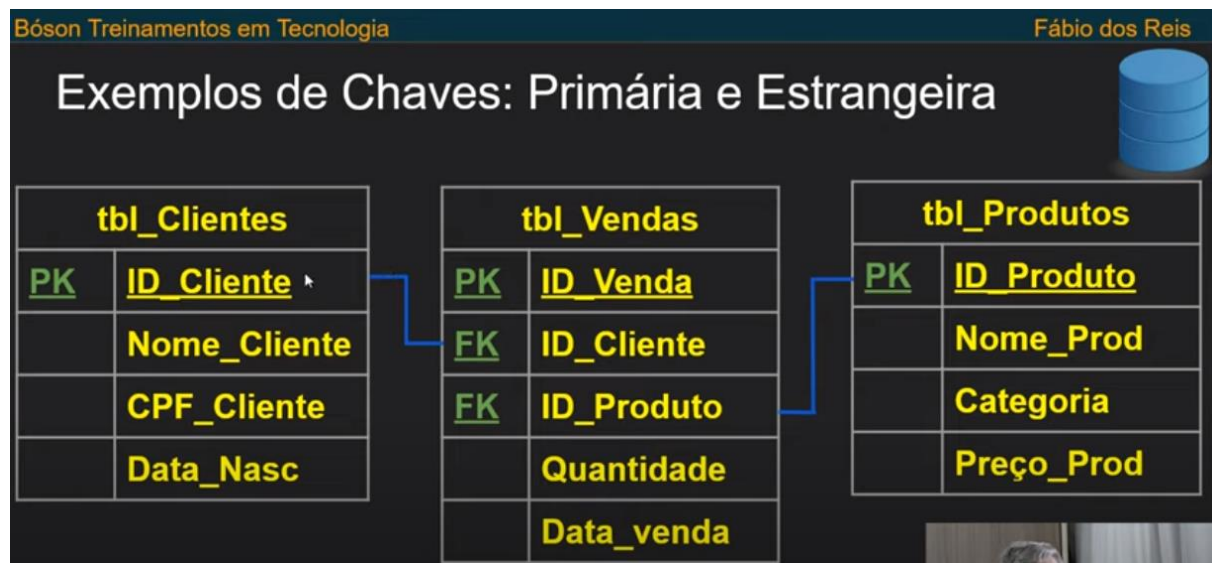 Bóson Treinamentos em Tecnologia
Fábio dos Reis
Exemplos de Chaves: Primária e Estrangeira
tbl_Clientes
PK ID_Cliente
Nome_Cliente
CPF_Cliente
Data_Nasc
tbl_Vendas
PK ID_Venda
FK ID_Cliente
FK ID_Produto
Quantidade
Data_venda
tbl_Produtos
PK ID_Produto
Nome_Prod
Categoria
Preço_Prod